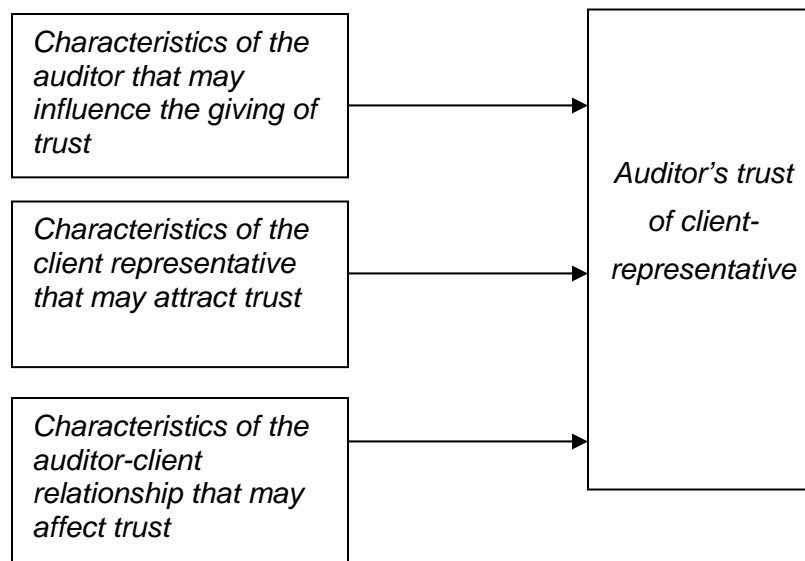 Characteristics of the
auditor that may
influence the giving of
trust
Characteristics of the
client representative
that may attract trust
Characteristics of the
auditor-client
relationship that may
affect trust
Auditor’s trust
of client-
representative